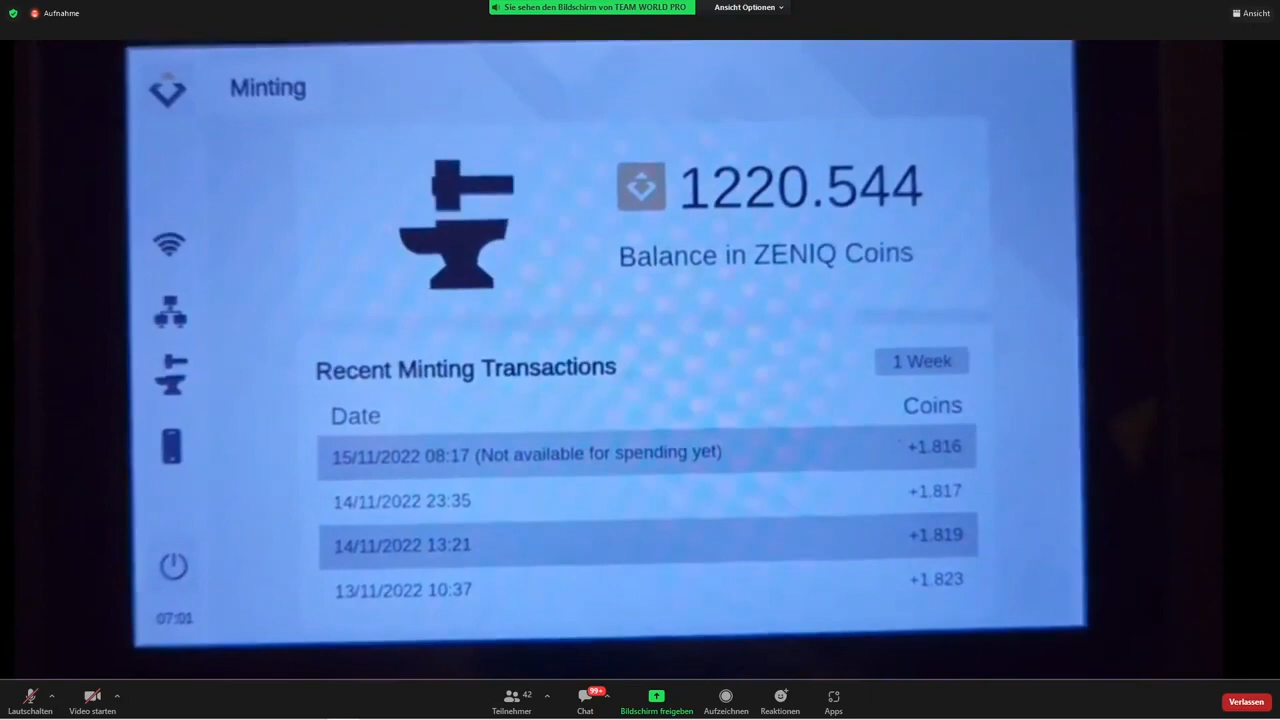 Aufnahme
Sie sehen den Bildschirm von TEAM WORLD PRO
Ansicht Optionen
Ansicht
Minting
1220.544
Balance in ZENIQ Coins
Recent Minting Transactions
1 Week
Date
Coins
15/11/2022 08:17 (Not available for spending yet)
+1.816
14/11/2022 23:35
+1.817
14/11/2022 13:21
+1.819
13/11/2022 10:37
+1.823
07:01
Lautschalten
Video starten
42
Teilnehmer
99+
Chat
Bildschirm freigeben
Aufzeichnen
Reaktionen
Apps
Verlassen